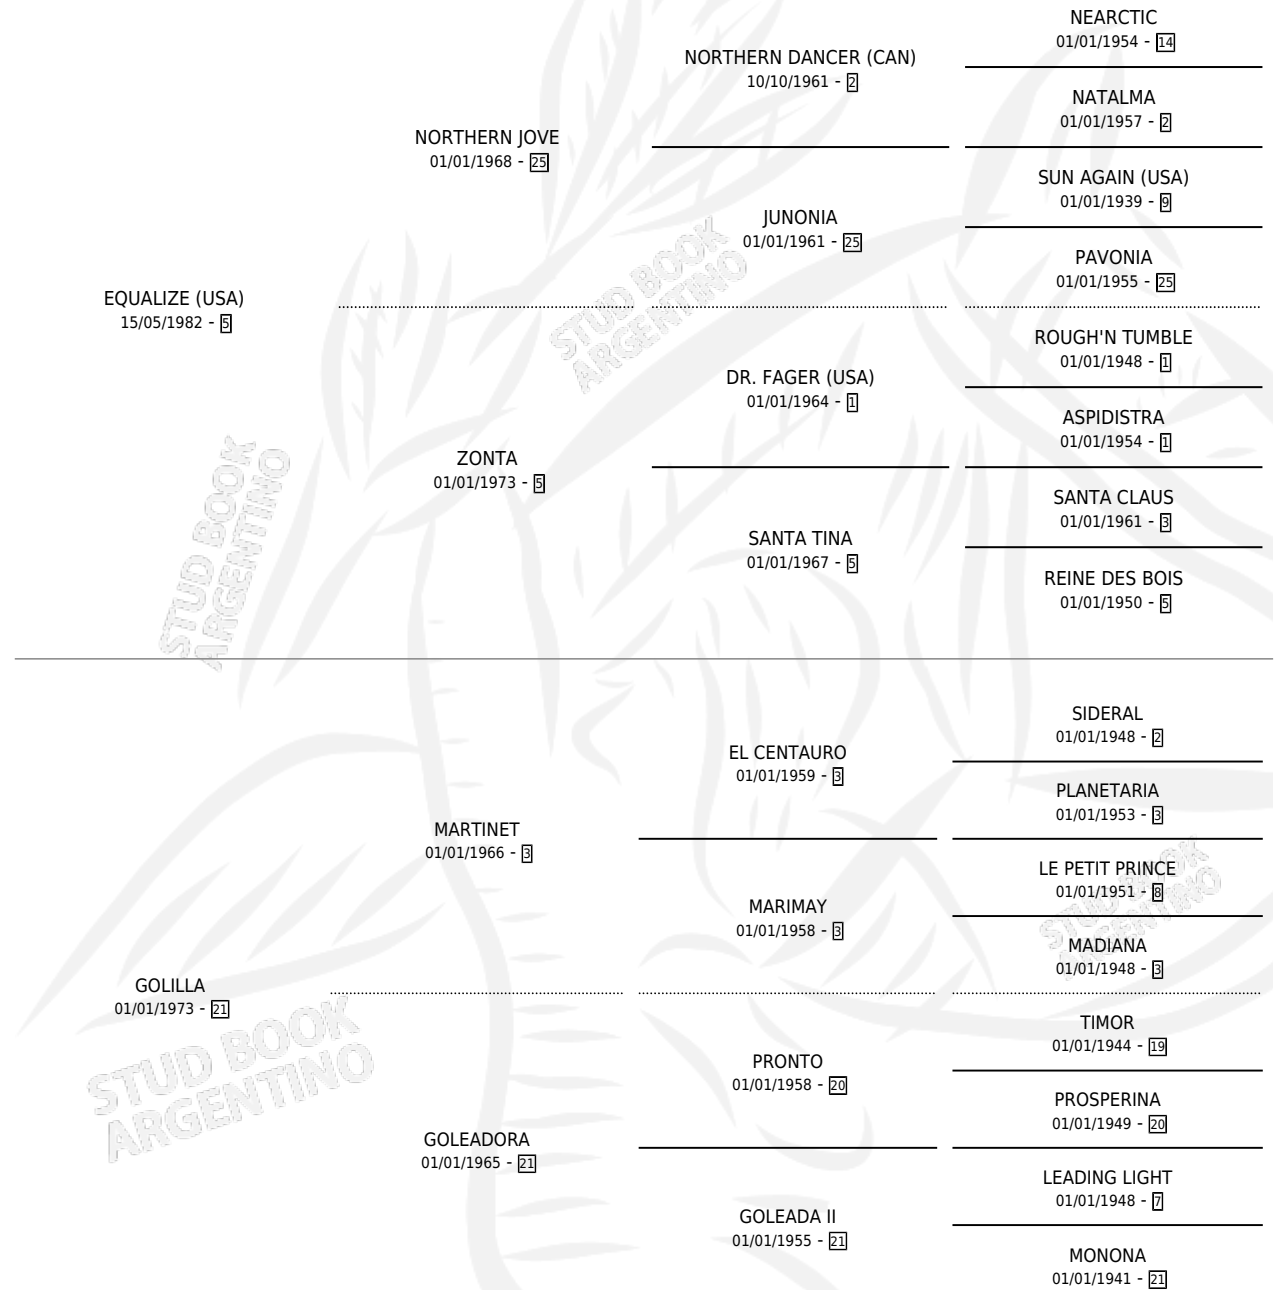 NEARCTIC
01/01/1954 - 14
NORTHERN DANCER (CAN)
10/10/1961 - 2
NATALMA
01/01/1957 - 2
NORTHERN JOVE
01/01/1968 - 25
SUN AGAIN (USA)
01/01/1939 - 9
JUNONIA
01/01/1961 - 25
PAVONIA
01/01/1955 - 25
EQUALIZE (USA)
15/05/1982 - 5
STUD BOOK
ARGENTINO
ROUGH'N TUMBLE
01/01/1948 - 1
DR. FAGER (USA)
01/01/1964 - 1
ASPIDISTRA
01/01/1954 - 1
ZONTA
01/01/1973 - 5
SANTA CLAUS
01/01/1961 - 3
SANTA TINA
01/01/1967 - 5
REINE DES BOIS
01/01/1950 - 5
STUD BOOK
ARGENTINO
SIDERAL
01/01/1948 - 2
EL CENTAURO
01/01/1959 - 3
PLANETARIA
01/01/1953 - 3
MARTINET
01/01/1966 - 3
LE PETIT PRINCE
01/01/1951 - 8
MARIMAY
01/01/1958 - 3
MADIANA
01/01/1948 - 3
STUD BOOK
ARGENTINO
GOLILLA
01/01/1973 - 21
TIMOR
01/01/1944 - 19
PRONTO
01/01/1958 - 20
PROSPERINA
01/01/1949 - 20
STUD BOOK
ARGENTINO
GOLEADORA
01/01/1965 - 21
LEADING LIGHT
01/01/1948 - 7
GOLEADA II
01/01/1955 - 21
MONONA
01/01/1941 - 21